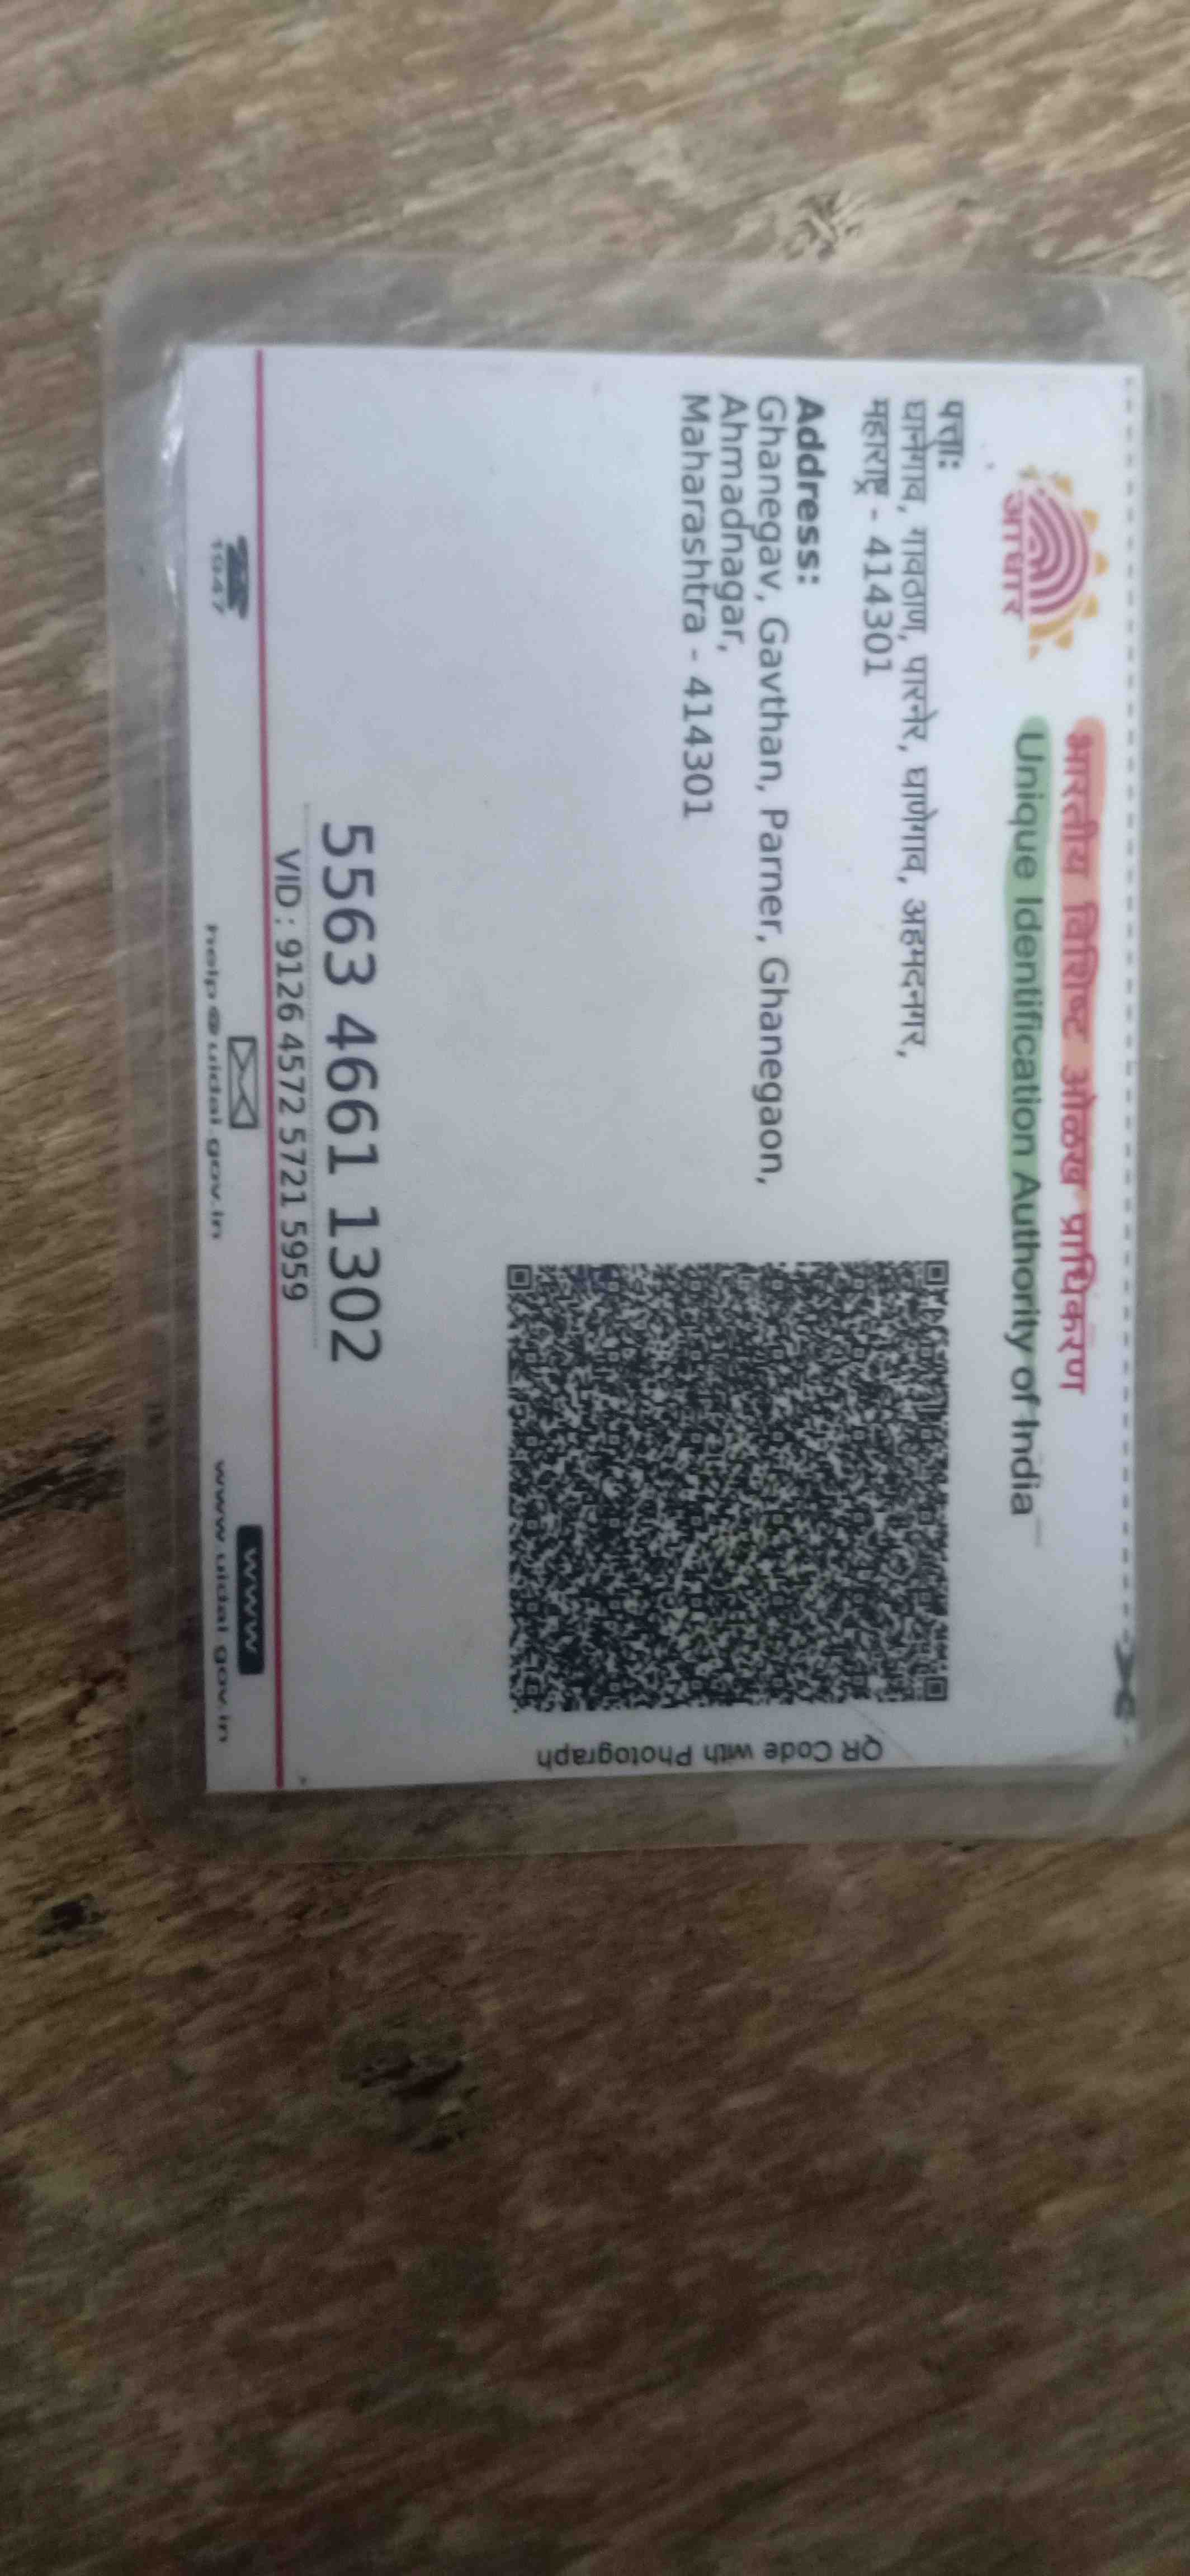 भारतीय विशिष्ट ओळख प्राधिकरण
Unique Identification Authority of India
आधार
पत्ता:
घानेगाव, गावठाण, पारनेर, घाणेगाव, अहमदनगर,
महाराष्ट्र - 414301
Address:
Ghanegav, Gavthan, Parner, Ghanegaon,
Ahmadnagar,
Maharashtra - 414301
QR Code with Photograph
5563 4661 1302
VID : 9126 4572 5721 5959
1947
help@uidai.gov.in
www
www.uidai.gov.in